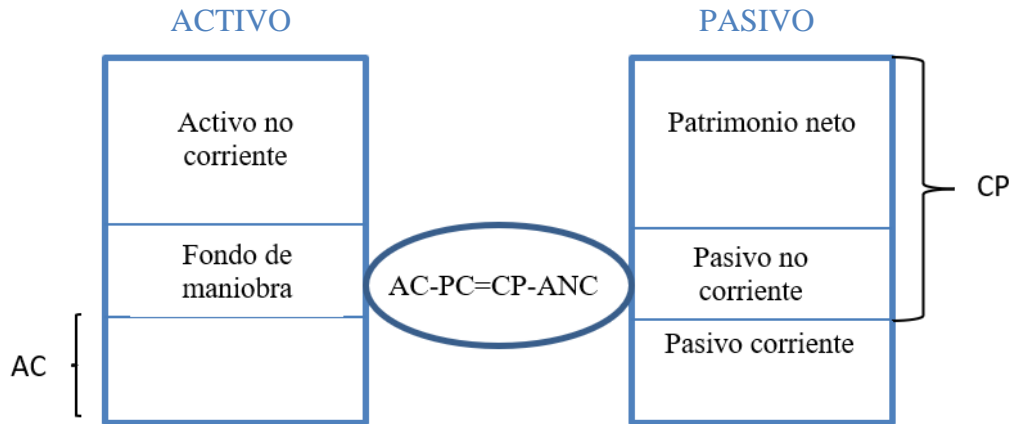 ACTIVO
PASIVO
Activo no
corriente
Patrimonio neto
CP
Fondo de
maniobra
AC-PC=CP-ANC
Pasivo no
corriente
AC
Pasivo corriente